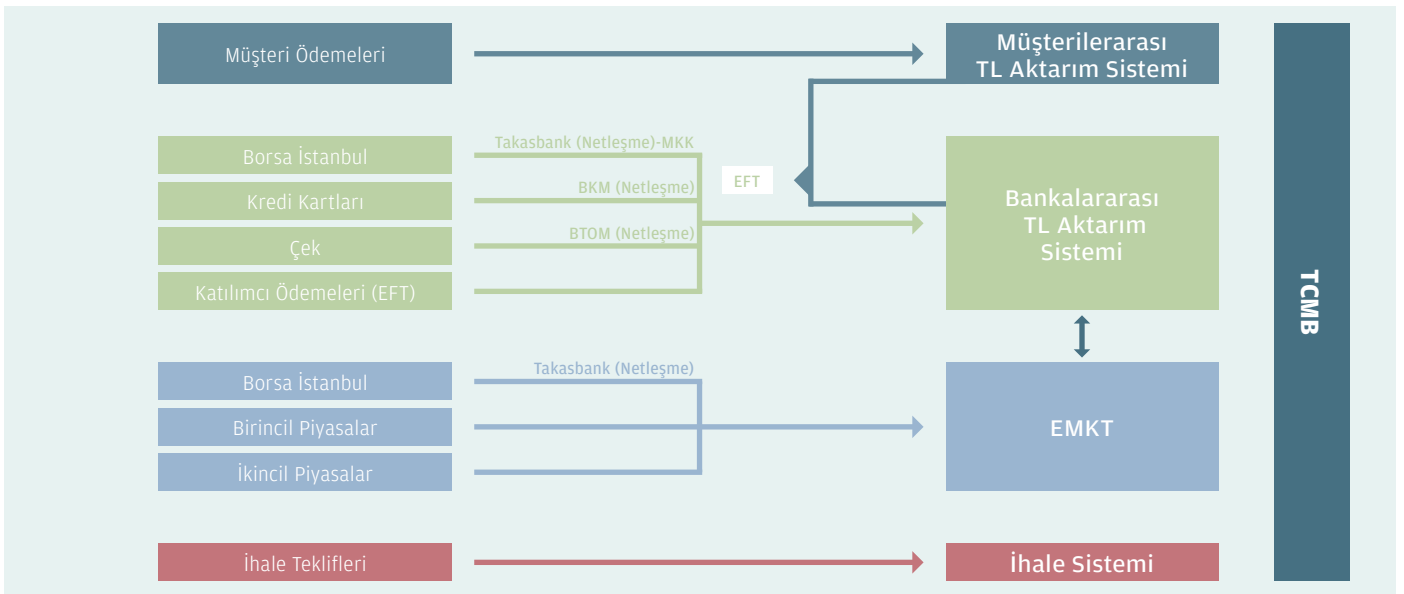 Müşteri Ödemeleri
Müşterilerarası
TL Aktarım Sistemi
Borsa İstanbul
Takasbank (Netleşme)-MKK
Kredi Kartları
BKM (Netleşme)
EFT
Çek
BTOM (Netleşme)
Katılımcı Ödemeleri (EFT)
Bankalararası
TL Aktarım
Sistemi
Borsa İstanbul
Takasbank (Netleşme)
Birincil Piyasalar
İkincil Piyasalar
EMKT
İhale Teklifleri
İhale Sistemi
TCMB